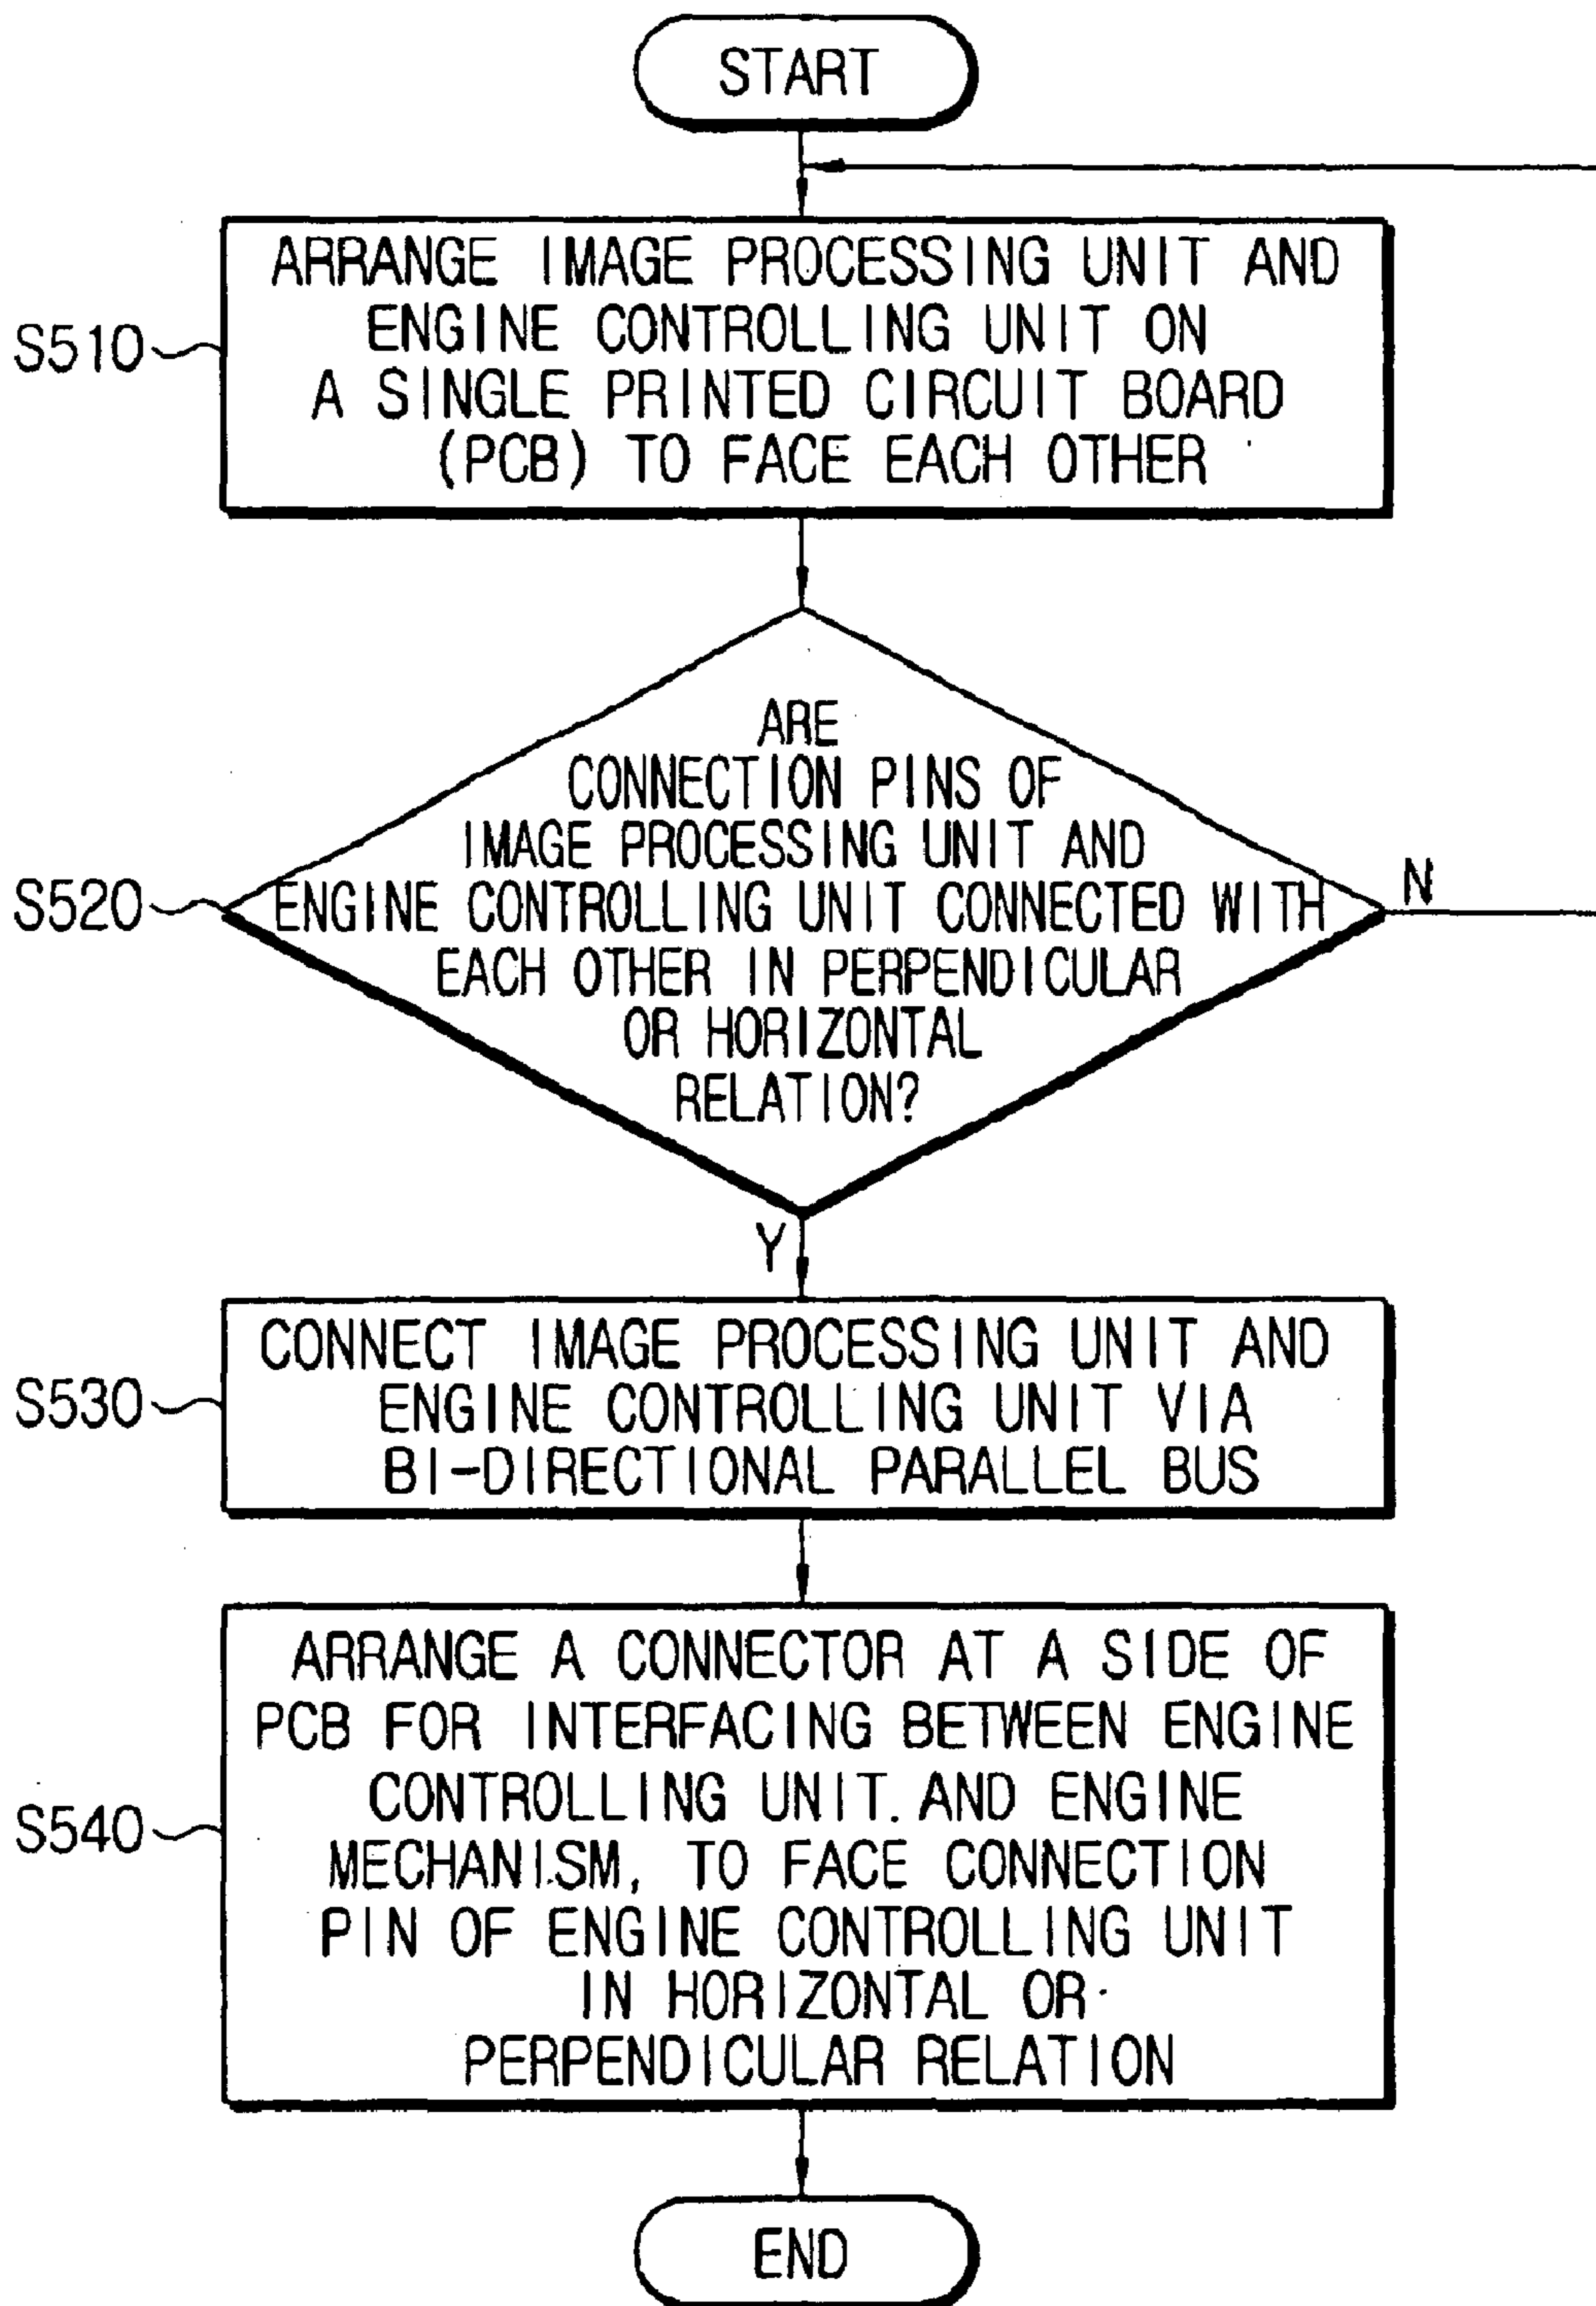 START
S510
ARRANGE IMAGE PROCESSING UNIT AND
ENGINE CONTROLLING UNIT ON
A SINGLE PRINTED CIRCUIT BOARD
(PCB) TO FACE EACH OTHER
S520
ARE
CONNECTION PINS OF
IMAGE PROCESSING UNIT AND
ENGINE CONTROLLING UNIT CONNECTED WITH
EACH OTHER IN PERPENDICULAR
OR HORIZONTAL
RELATION?
N
Y
S530
CONNECT IMAGE PROCESSING UNIT AND
ENGINE CONTROLLING UNIT VIA
BI-DIRECTIONAL PARALLEL BUS
S540
ARRANGE A CONNECTOR AT A SIDE OF
PCB FOR INTERFACING BETWEEN ENGINE
CONTROLLING UNIT AND ENGINE
MECHANISM, TO FACE CONNECTION
PIN OF ENGINE CONTROLLING UNIT
IN HORIZONTAL OR
PERPENDICULAR RELATION
END